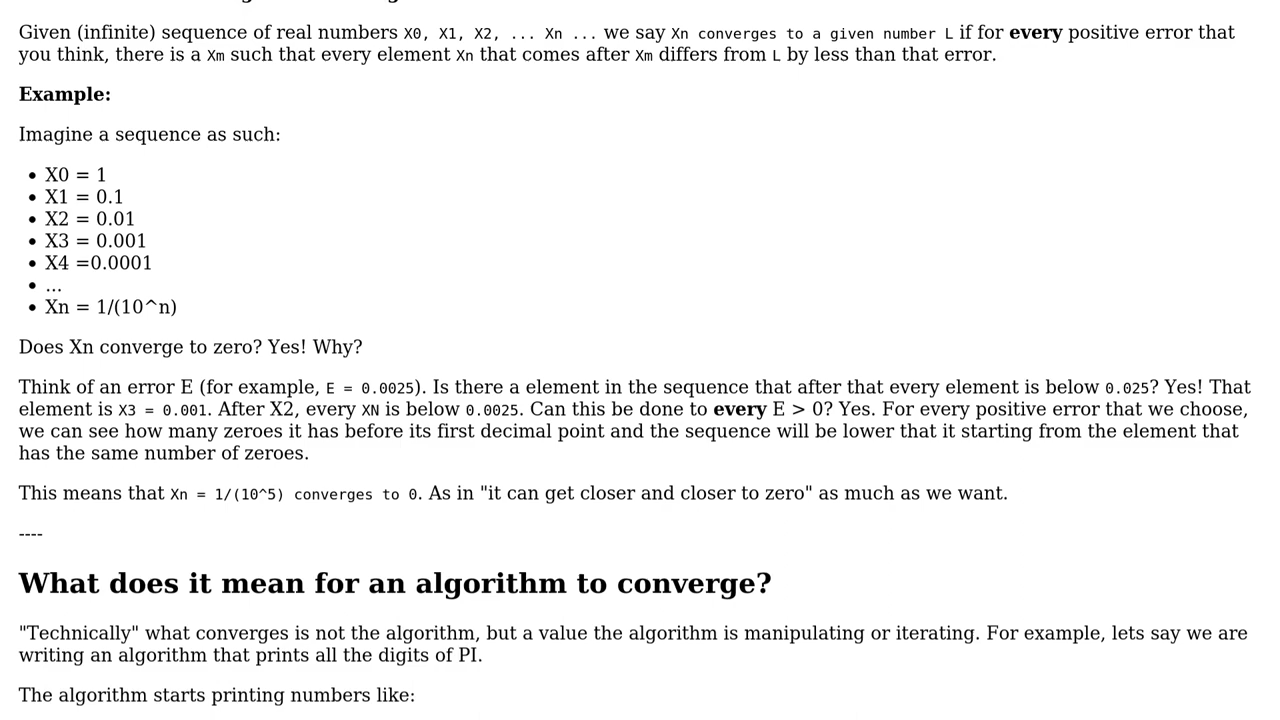 Given (infinite) sequence of real numbers X0, X1, X2, ... Xn ... we say Xn converges to a given number L if for every positive error that
you think, there is a Xm such that every element Xn that comes after Xm differs from L by less than that error.
Example:
Imagine a sequence as such:
• X0 = 1
• X1 = 0.1
• X2 = 0.01
• X3 = 0.001
• X4 =0.0001
• ...
• Xn = 1/(10^n)
Does Xn converge to zero? Yes! Why?
Think of an error E (for example, E = 0.0025). Is there a element in the sequence that after that every element is below 0.025? Yes! That
element is X3 = 0.001. After X2, every XN is below 0.0025. Can this be done to every E > 0? Yes. For every positive error that we choose,
we can see how many zeroes it has before its first decimal point and the sequence will be lower that it starting from the element that
has the same number of zeroes.
This means that Xn = 1/(10^5) converges to 0. As in "it can get closer and closer to zero" as much as we want.
----
What does it mean for an algorithm to converge?
"Technically" what converges is not the algorithm, but a value the algorithm is manipulating or iterating. For example, lets say we are
writing an algorithm that prints all the digits of PI.
The algorithm starts printing numbers like: